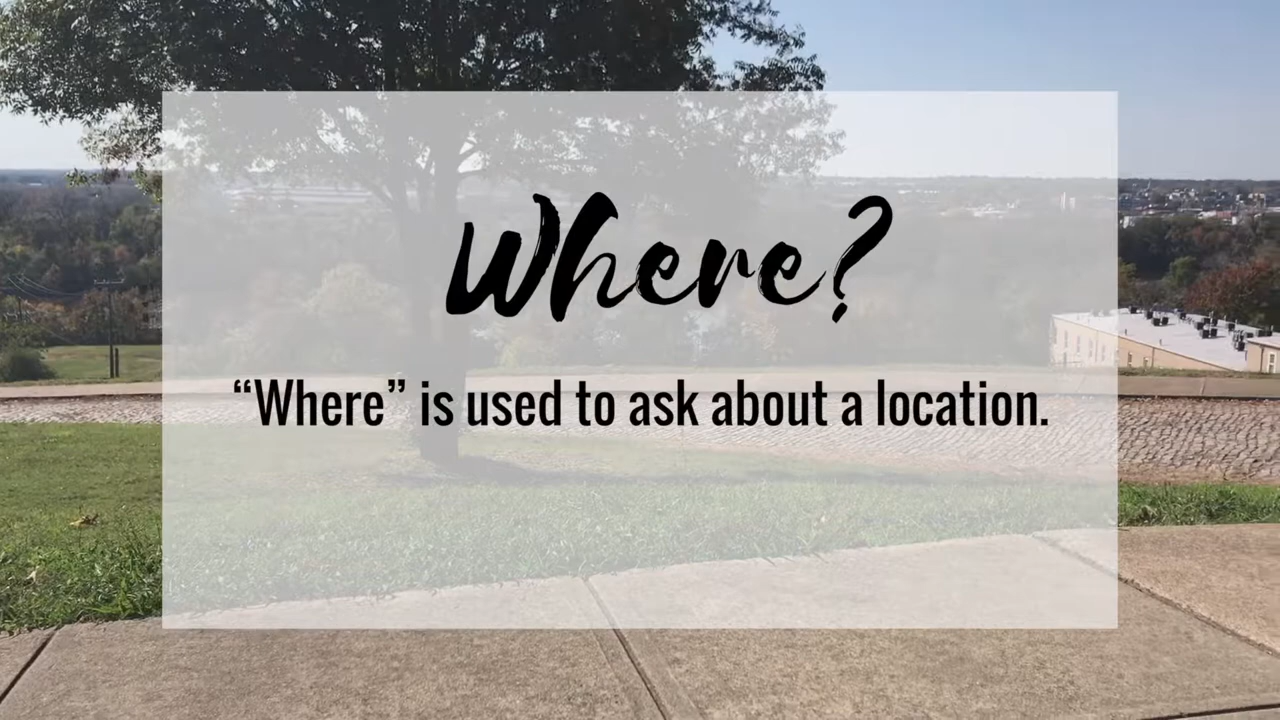 Where?
“Where” is used to ask about a location.